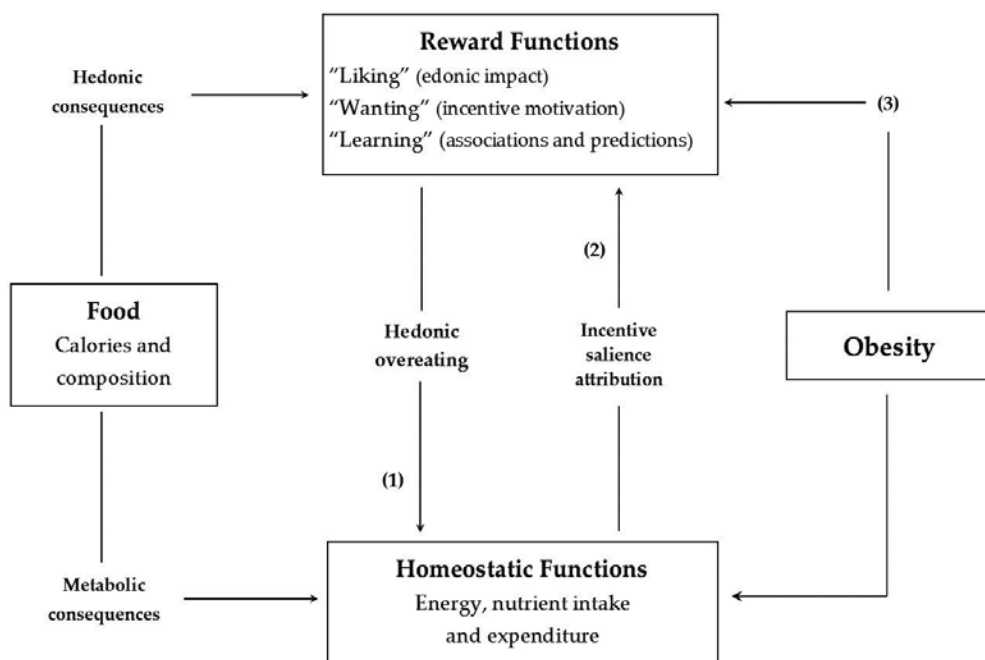 Reward Functions
"Liking" (edonic impact)
"Wanting" (incentive motivation)
"Learning" (associations and predictions)
Hedonic
consequences
(3)
(2)
Food
Calories and
composition
Hedonic
overeating
Incentive
salience
attribution
Obesity
(1)
Homeostatic Functions
Energy, nutrient intake
and expenditure
Metabolic
consequences